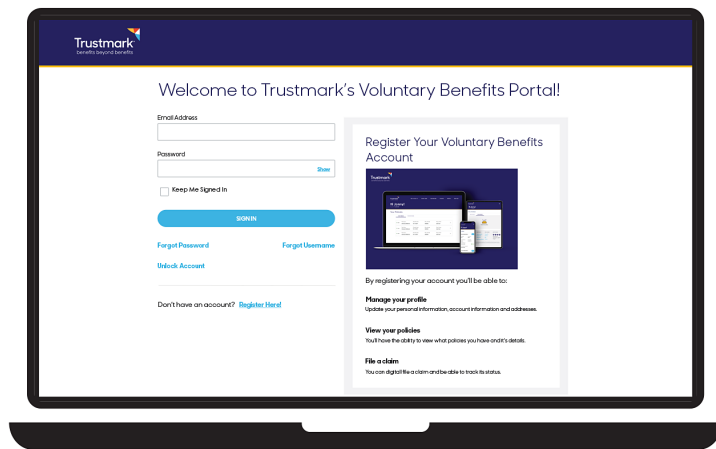 Trustmark
benefits beyond benefits
Welcome to Trustmark's Voluntary Benefits Portal!
Email Address
Password
Show
Keep Me Signed In
SIGN IN
Forgot Password
Forgot Username
Unlock Account
Don't have an account? Register Here!
Register Your Voluntary Benefits
Account
Trustmark
By registering your account you'll be able to:
Manage your profile
Update your personal information, account information and addresses.
View your policies
You'll have the ability to view what policies you have and it's details.
File a claim
You can digitall file a claim and be able to track its status.